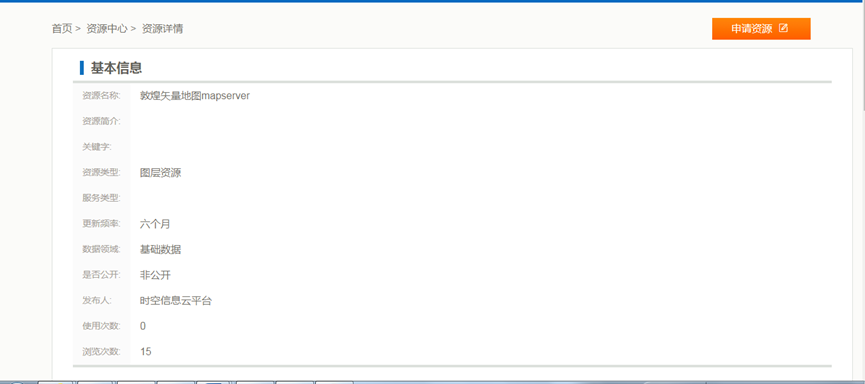 首页 > 资源中心 > 资源详情
申请资源
基本信息
资源名称: 敦煌矢量地图mapserver
资源简介:
关键字:
资源类型: 图层资源
服务类型:
更新频率: 六个月
数据领域: 基础数据
是否公开: 非公开
发布人: 时空信息云平台
使用次数: 0
浏览次数: 15